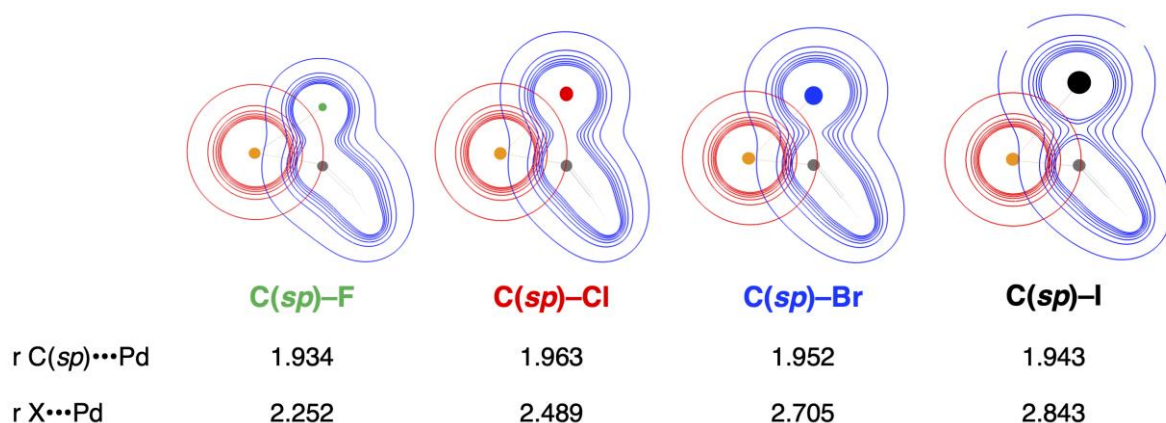 C(sp)–F C(sp)–Cl C(sp)–Br C(sp)–I
r C(sp)•••Pd 1.934 1.963 1.952 1.943
r X•••Pd 2.252 2.489 2.705 2.843